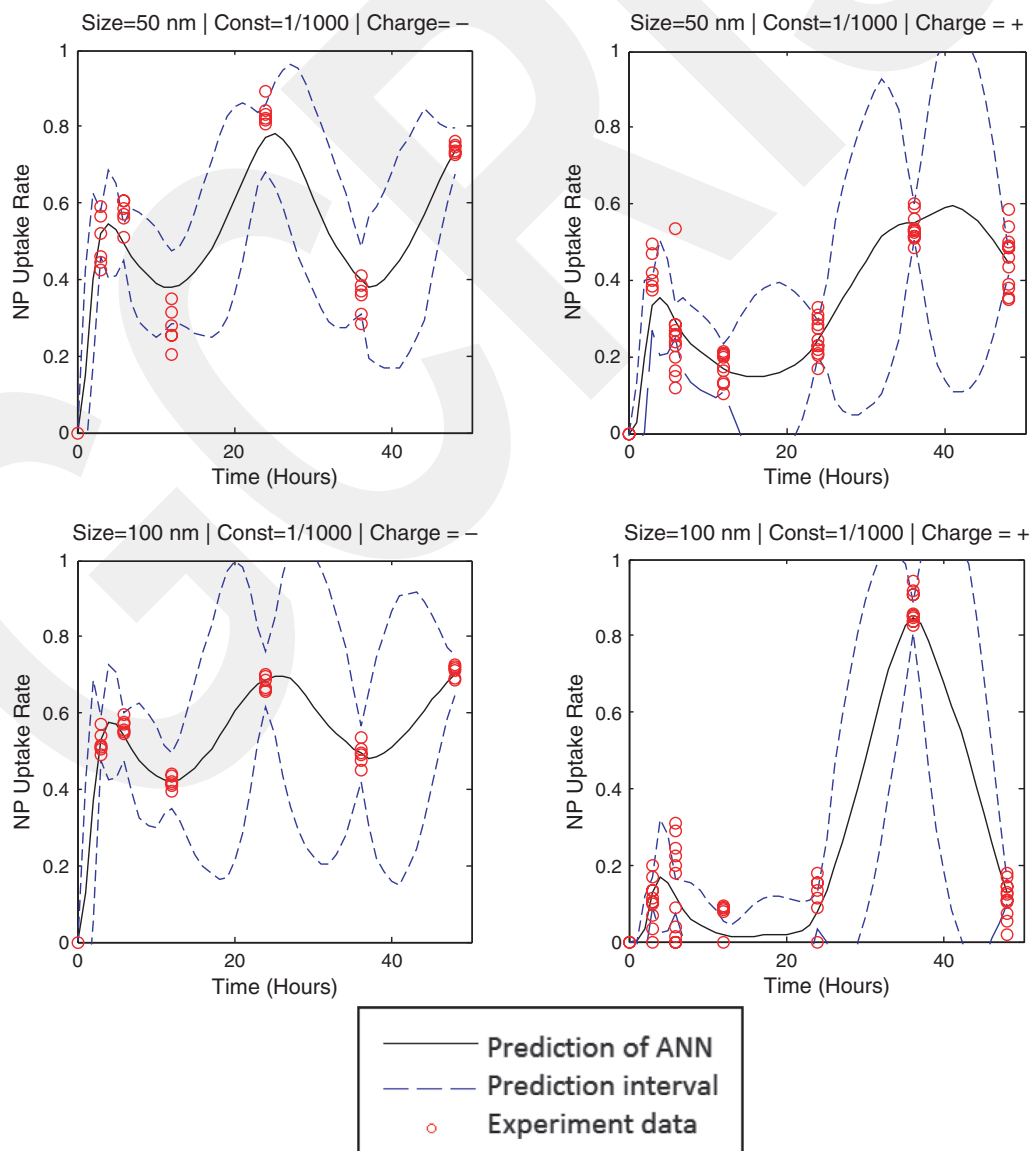 Size=50 nm | Const=1/1000 | Charge= –
1
0.8
0.6
0.4
0.2
0
NP Uptake Rate
0
20
40
Time (Hours)
Size=50 nm | Const=1/1000 | Charge = +
1
0.8
0.6
0.4
0.2
0
NP Uptake Rate
0
20
40
Time (Hours)
Size=100 nm | Const=1/1000 | Charge = –
1
0.8
0.6
0.4
0.2
0
NP Uptake Rate
0
20
40
Time (Hours)
Size=100 nm | Const=1/1000 | Charge = +
1
0.8
0.6
0.4
0.2
0
NP Uptake Rate
0
20
40
Time (Hours)
Prediction of ANN
Prediction interval
Experiment data